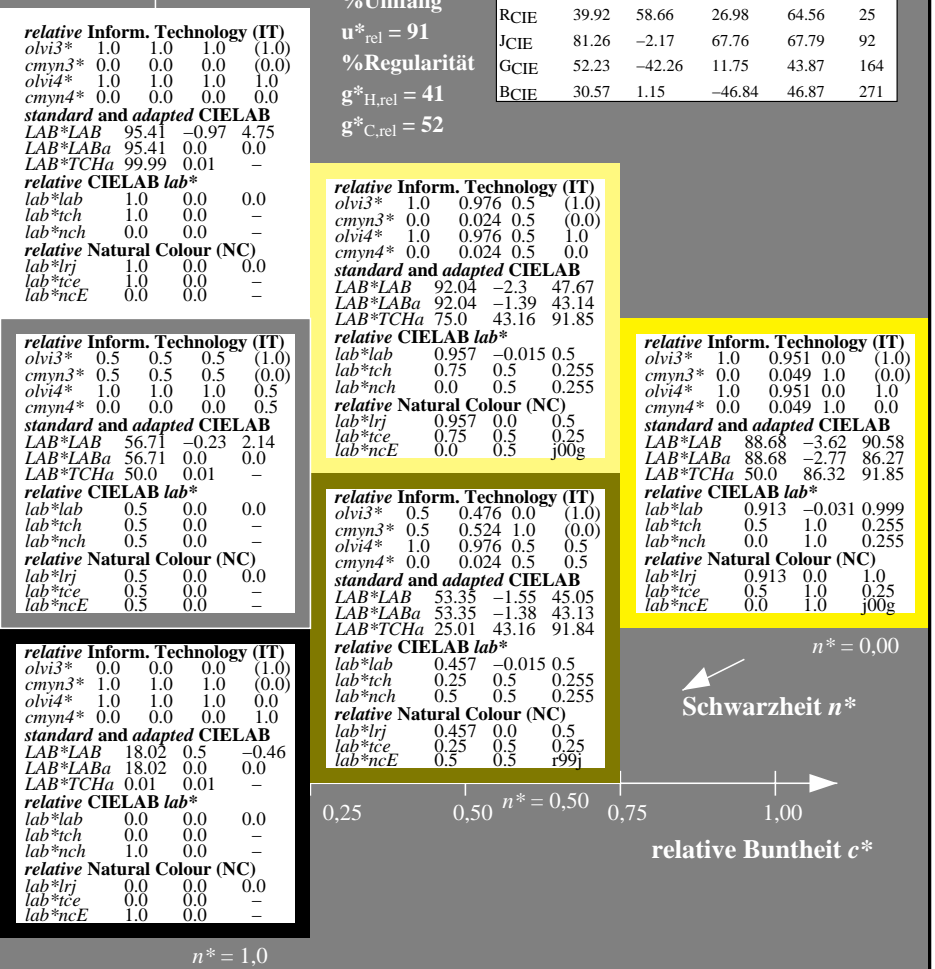 %Umfang
u*rel = 91
%Regularität
g*H,rel = 41
g*C,rel = 52
RCIE 39.92 58.66 26.98 64.56 25
JCIE 81.26 −2.17 67.76 67.79 92
GCIE 52.23 −42.26 11.75 43.87 164
BCIE 30.57 1.15 −46.84 46.87 271
relative Inform. Technology (IT)
olvi3* 1.0 1.0 1.0 (1.0)
cmyn3* 0.0 0.0 0.0 (0.0)
olvi4* 1.0 1.0 1.0 1.0
cmyn4* 0.0 0.0 0.0 0.0
standard and adapted CIELAB
LAB*LAB 95.41 −0.97 4.75
LAB*LABa 95.41 0.0 0.0
LAB*TCHa 99.99 0.01 –
relative CIELAB lab*
lab*lab 1.0 0.0 0.0
lab*tch 1.0 0.0 –
lab*nch 0.0 0.0 –
relative Natural Colour (NC)
lab*lrj 1.0 0.0 0.0
lab*tce 1.0 0.0 –
lab*ncE 0.0 0.0 –
relative Inform. Technology (IT)
olvi3* 1.0 0.976 0.5 (1.0)
cmyn3* 0.0 0.024 0.5 (0.0)
olvi4* 1.0 0.976 0.5 1.0
cmyn4* 0.0 0.024 0.5 0.0
standard and adapted CIELAB
LAB*LAB 92.04 −2.3 47.67
LAB*LABa 92.04 −1.39 43.14
LAB*TCHa 75.0 43.16 91.85
relative CIELAB lab*
lab*lab 0.957 −0.015 0.5
lab*tch 0.75 0.5 0.255
lab*nch 0.0 0.5 0.255
relative Natural Colour (NC)
lab*lrj 0.957 0.0 0.5
lab*tce 0.75 0.5 0.25
lab*ncE 0.0 0.5 j00g
relative Inform. Technology (IT)
olvi3* 0.5 0.5 0.5 (1.0)
cmyn3* 0.5 0.5 0.5 (0.0)
olvi4* 1.0 1.0 1.0 0.5
cmyn4* 0.0 0.0 0.0 0.5
standard and adapted CIELAB
LAB*LAB 56.71 −0.23 2.14
LAB*LABa 56.71 0.0 0.0
LAB*TCHa 50.0 0.01 –
relative CIELAB lab*
lab*lab 0.5 0.0 0.0
lab*tch 0.5 0.0 –
lab*nch 0.5 0.0 –
relative Natural Colour (NC)
lab*lrj 0.5 0.0 0.0
lab*tce 0.5 0.0 –
lab*ncE 0.5 0.0 –
relative Inform. Technology (IT)
olvi3* 1.0 0.951 0.0 (1.0)
cmyn3* 0.0 0.049 1.0 (0.0)
olvi4* 1.0 0.951 0.0 1.0
cmyn4* 0.0 0.049 1.0 0.0
standard and adapted CIELAB
LAB*LAB 88.68 −3.62 90.58
LAB*LABa 88.68 −2.77 86.27
LAB*TCHa 50.0 86.32 91.85
relative CIELAB lab*
lab*lab 0.913 −0.031 0.999
lab*tch 0.5 1.0 0.255
lab*nch 0.0 1.0 0.255
relative Natural Colour (NC)
lab*lrj 0.913 0.0 1.0
lab*tce 0.5 1.0 0.25
lab*ncE 0.0 1.0 j00g
relative Inform. Technology (IT)
olvi3* 0.5 0.476 0.0 (1.0)
cmyn3* 0.5 0.524 1.0 (0.0)
olvi4* 1.0 0.976 0.5 0.5
cmyn4* 0.0 0.024 0.5 0.5
standard and adapted CIELAB
LAB*LAB 53.35 −1.55 45.05
LAB*LABa 53.35 −1.38 43.13
LAB*TCHa 25.01 43.16 91.84
relative CIELAB lab*
lab*lab 0.457 −0.015 0.5
lab*tch 0.25 0.5 0.255
lab*nch 0.5 0.5 0.255
relative Natural Colour (NC)
lab*lrj 0.457 0.0 0.5
lab*tce 0.25 0.5 0.25
lab*ncE 0.5 0.5 r99j
relative Inform. Technology (IT)
olvi3* 0.0 0.0 0.0 (1.0)
cmyn3* 1.0 1.0 1.0 (0.0)
olvi4* 1.0 1.0 1.0 0.0
cmyn4* 0.0 0.0 0.0 1.0
standard and adapted CIELAB
LAB*LAB 18.02 0.5 −0.46
LAB*LABa 18.02 0.0 0.0
LAB*TCHa 0.01 0.01 –
relative CIELAB lab*
lab*lab 0.0 0.0 0.0
lab*tch 0.0 0.0 –
lab*nch 1.0 0.0 –
relative Natural Colour (NC)
lab*lrj 0.0 0.0 0.0
lab*tce 0.0 0.0 –
lab*ncE 1.0 0.0 –
n* = 0,00
Schwarzheit n*
0,25 0,50 n* = 0,50 0,75 1,00
relative Buntheit c*
n* = 1,0